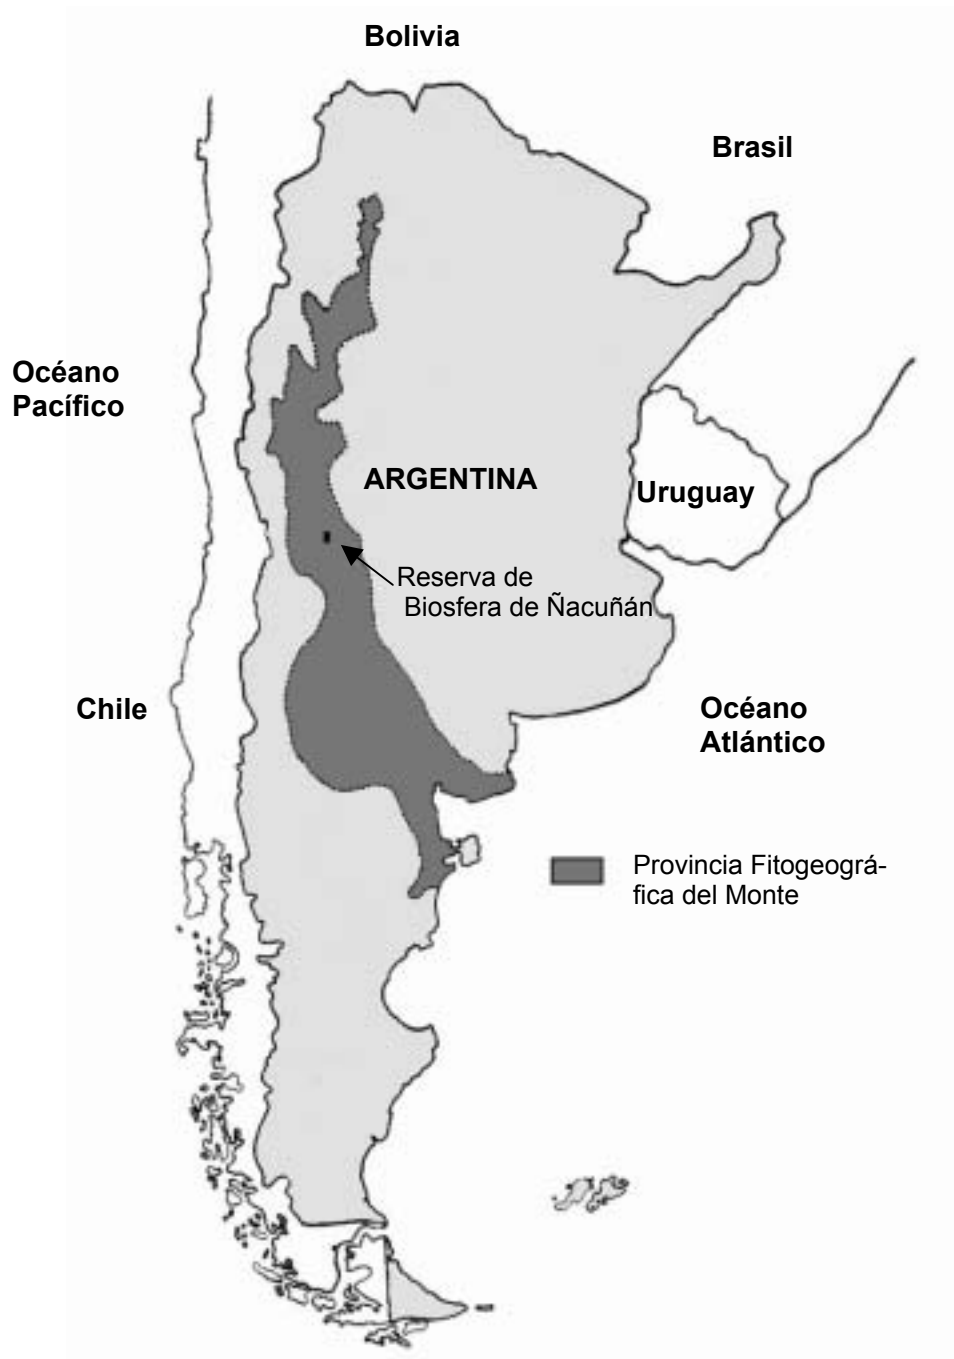 Bolivia
Brasil
Océano
Pacífico
ARGENTINA
Uruguay
Reserva de
Biosfera de Ñacuñán
Chile
Océano
Atlántico
Provincia Fitogeográ-
fica del Monte